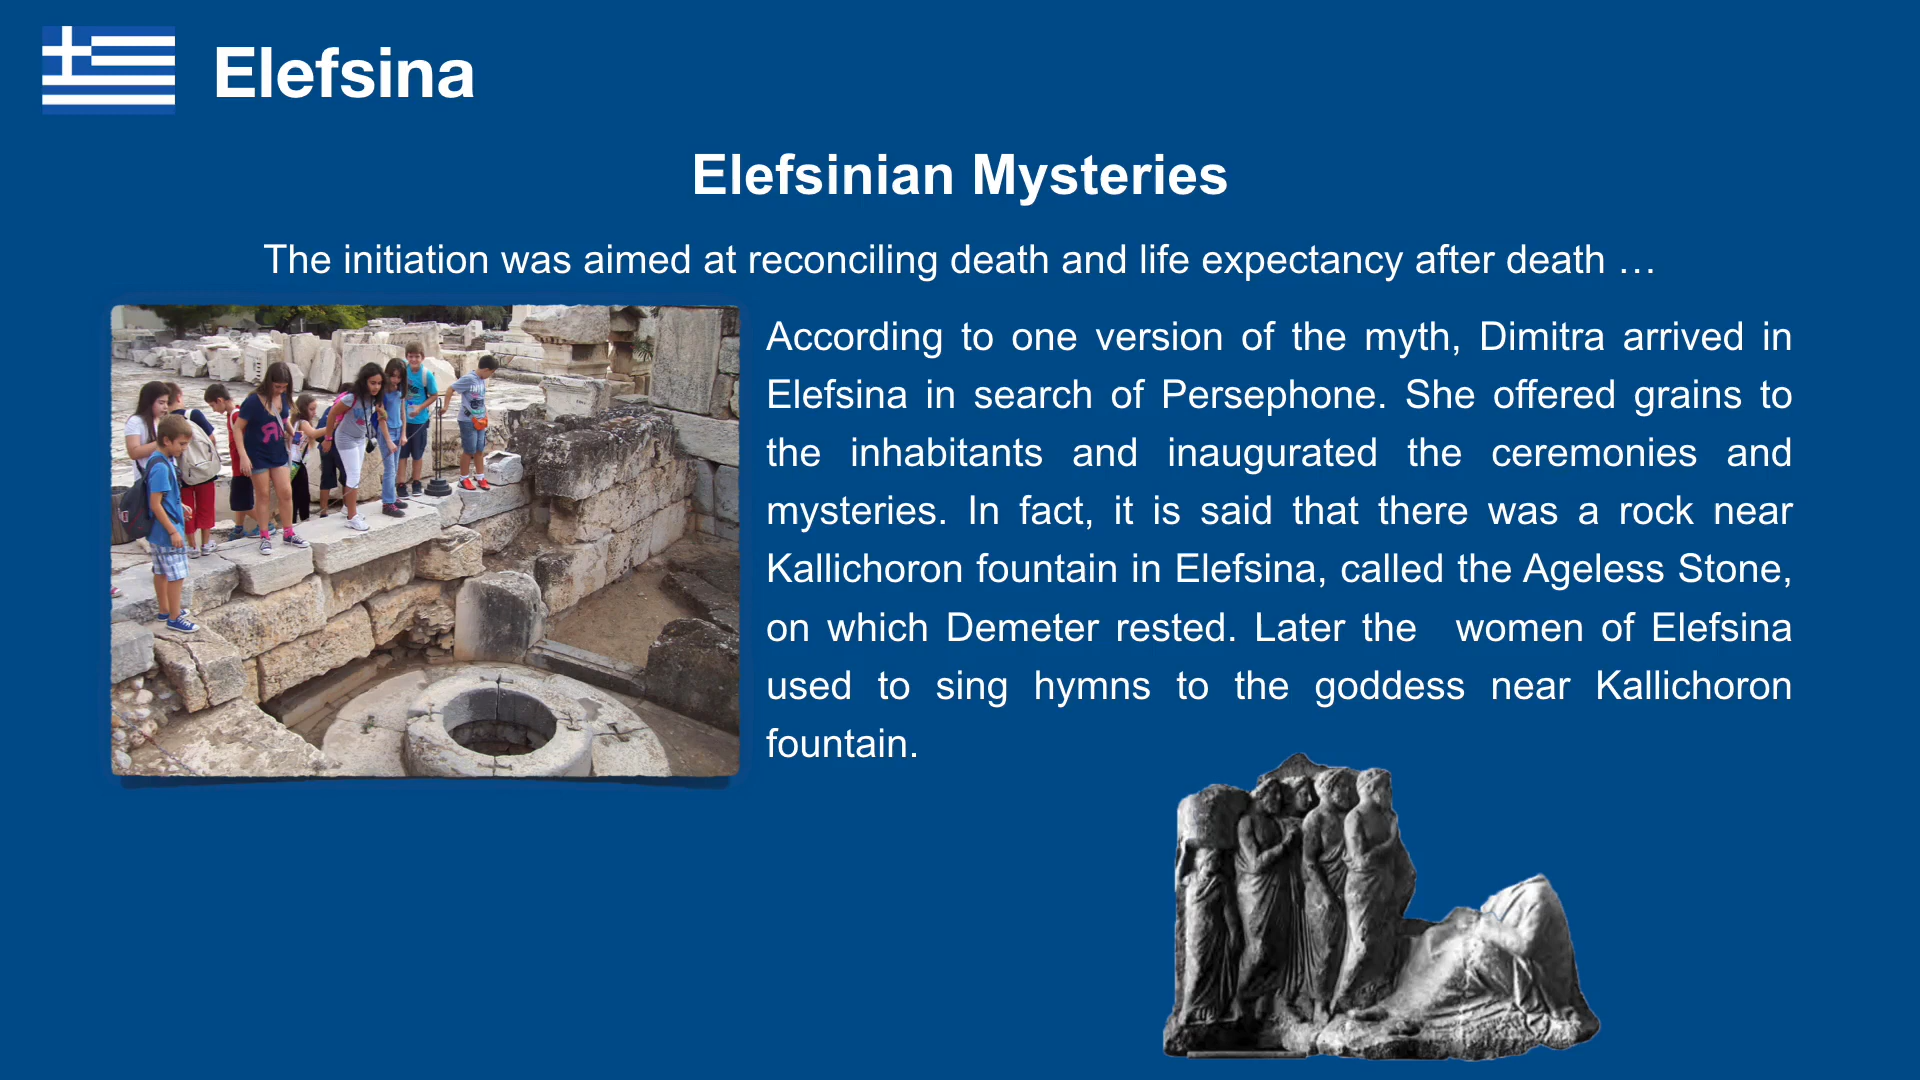 Elefsina
Elefsinian Mysteries
The initiation was aimed at reconciling death and life expectancy after death …
According to one version of the myth, Dimitra arrived in
Elefsina in search of Persephone. She offered grains to
the inhabitants and inaugurated the ceremonies and
mysteries. In fact, it is said that there was a rock near
Kallichoron fountain in Elefsina, called the Ageless Stone,
on which Demeter rested. Later the women of Elefsina
used to sing hymns to the goddess near Kallichoron
fountain.